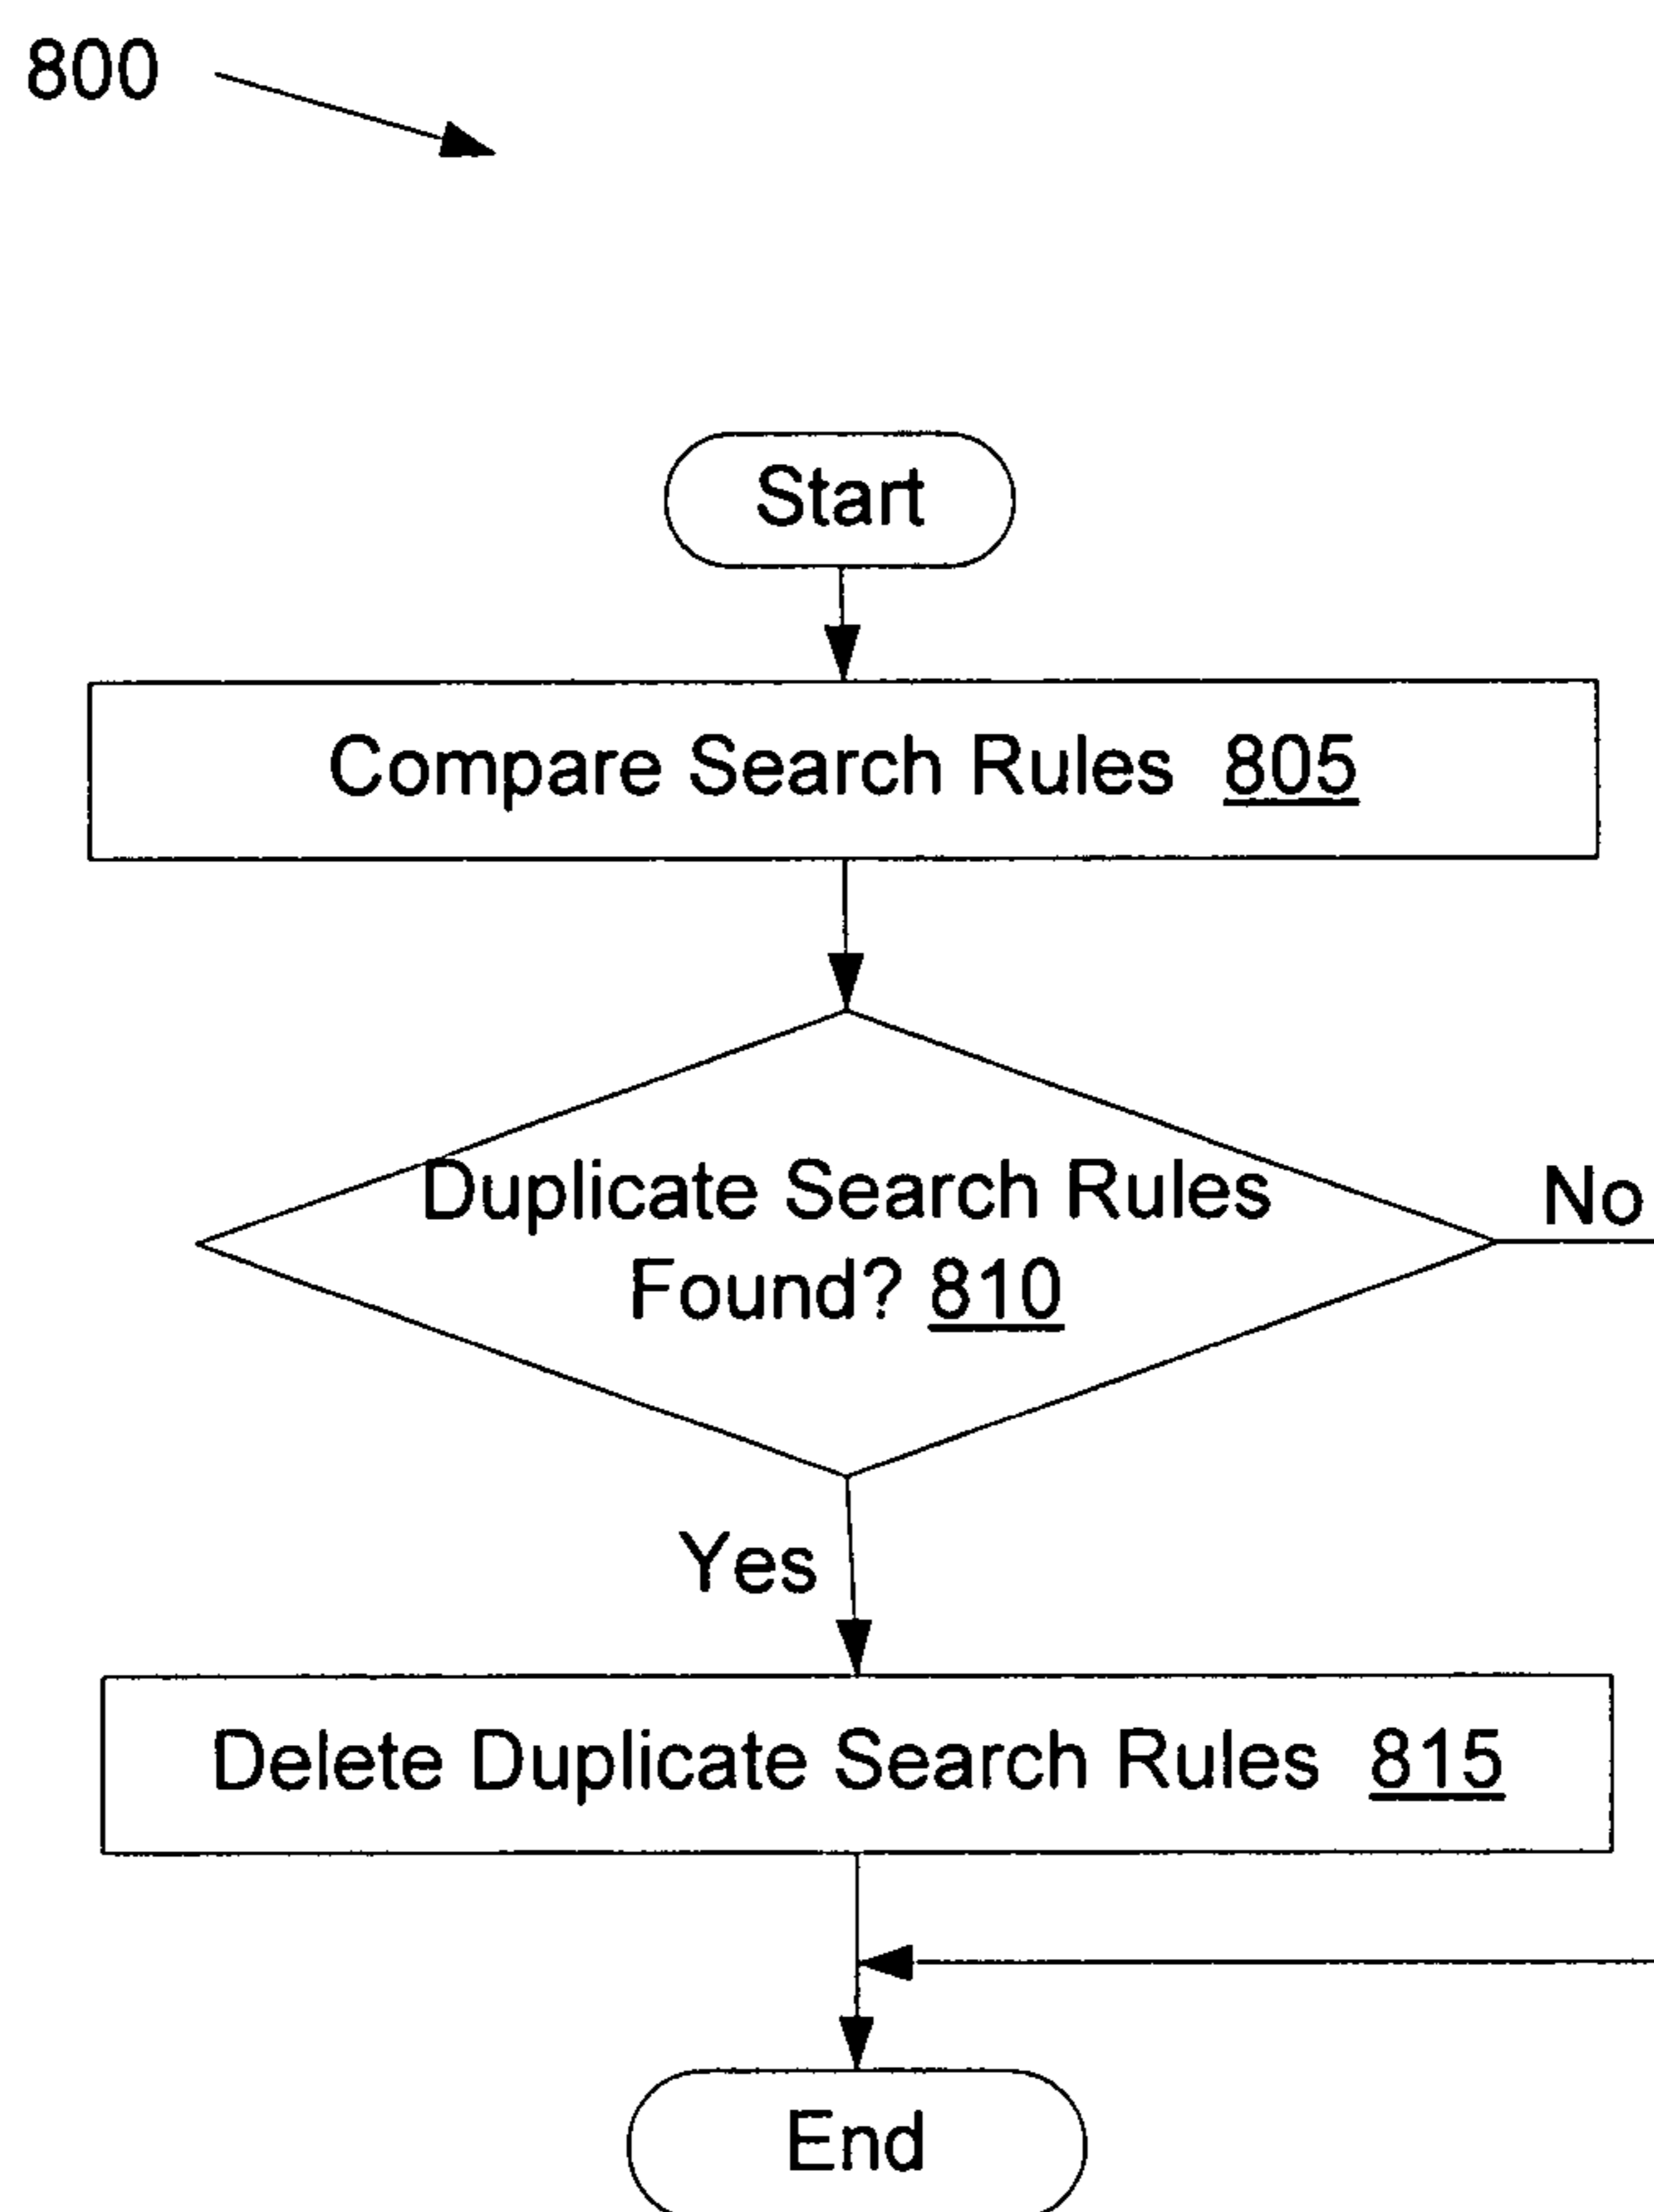 800
Start
Compare Search Rules 805
Duplicate Search Rules
Found? 810
No
Yes
Delete Duplicate Search Rules 815
End